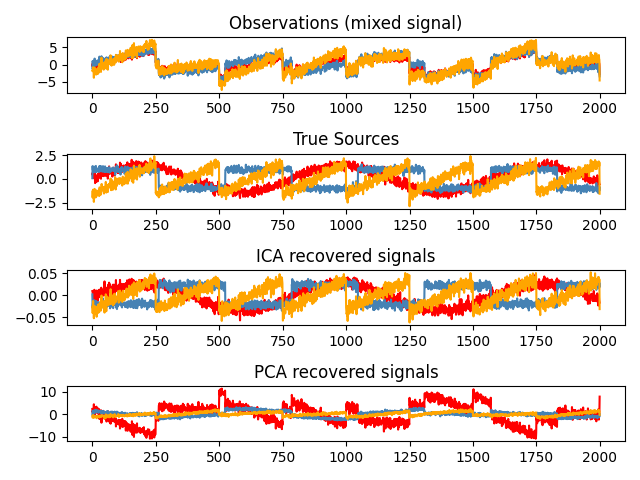 Observations (mixed signal)
5
0
−5
0 250 500 750 1000 1250 1500 1750 2000
True Sources
2.5
0.0
−2.5
0 250 500 750 1000 1250 1500 1750 2000
ICA recovered signals
0.05
0.00
−0.05
0 250 500 750 1000 1250 1500 1750 2000
PCA recovered signals
10
0
−10
0 250 500 750 1000 1250 1500 1750 2000